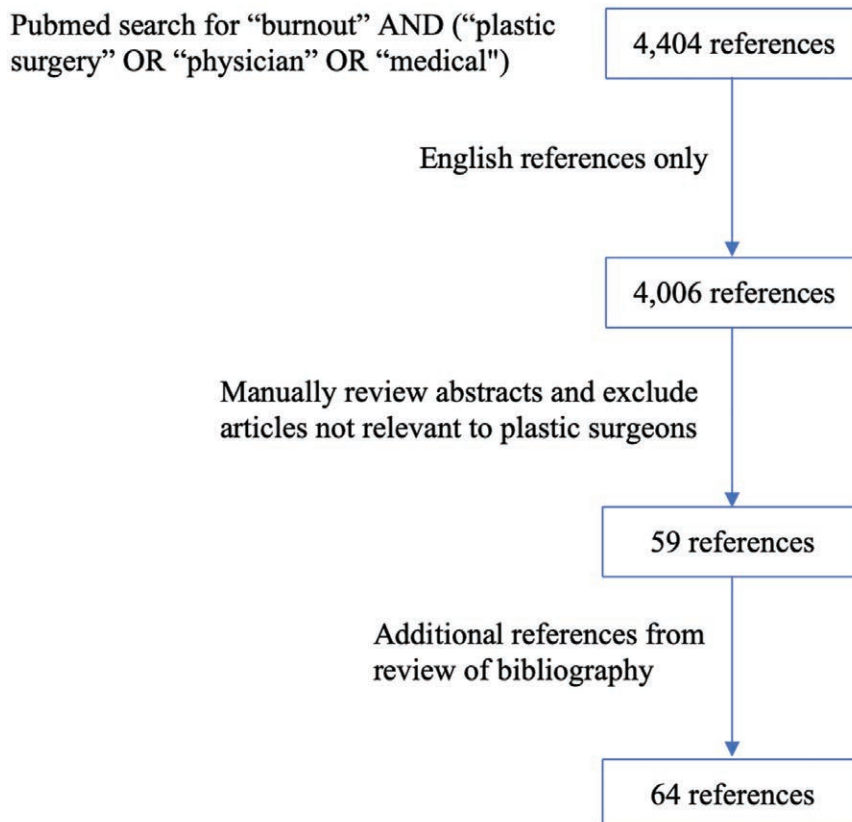 Pubmed search for “burnout” AND (“plastic
surgery” OR “physician” OR “medical")
4,404 references
English references only
4,006 references
Manually review abstracts and exclude
articles not relevant to plastic surgeons
59 references
Additional references from
review of bibliography
64 references